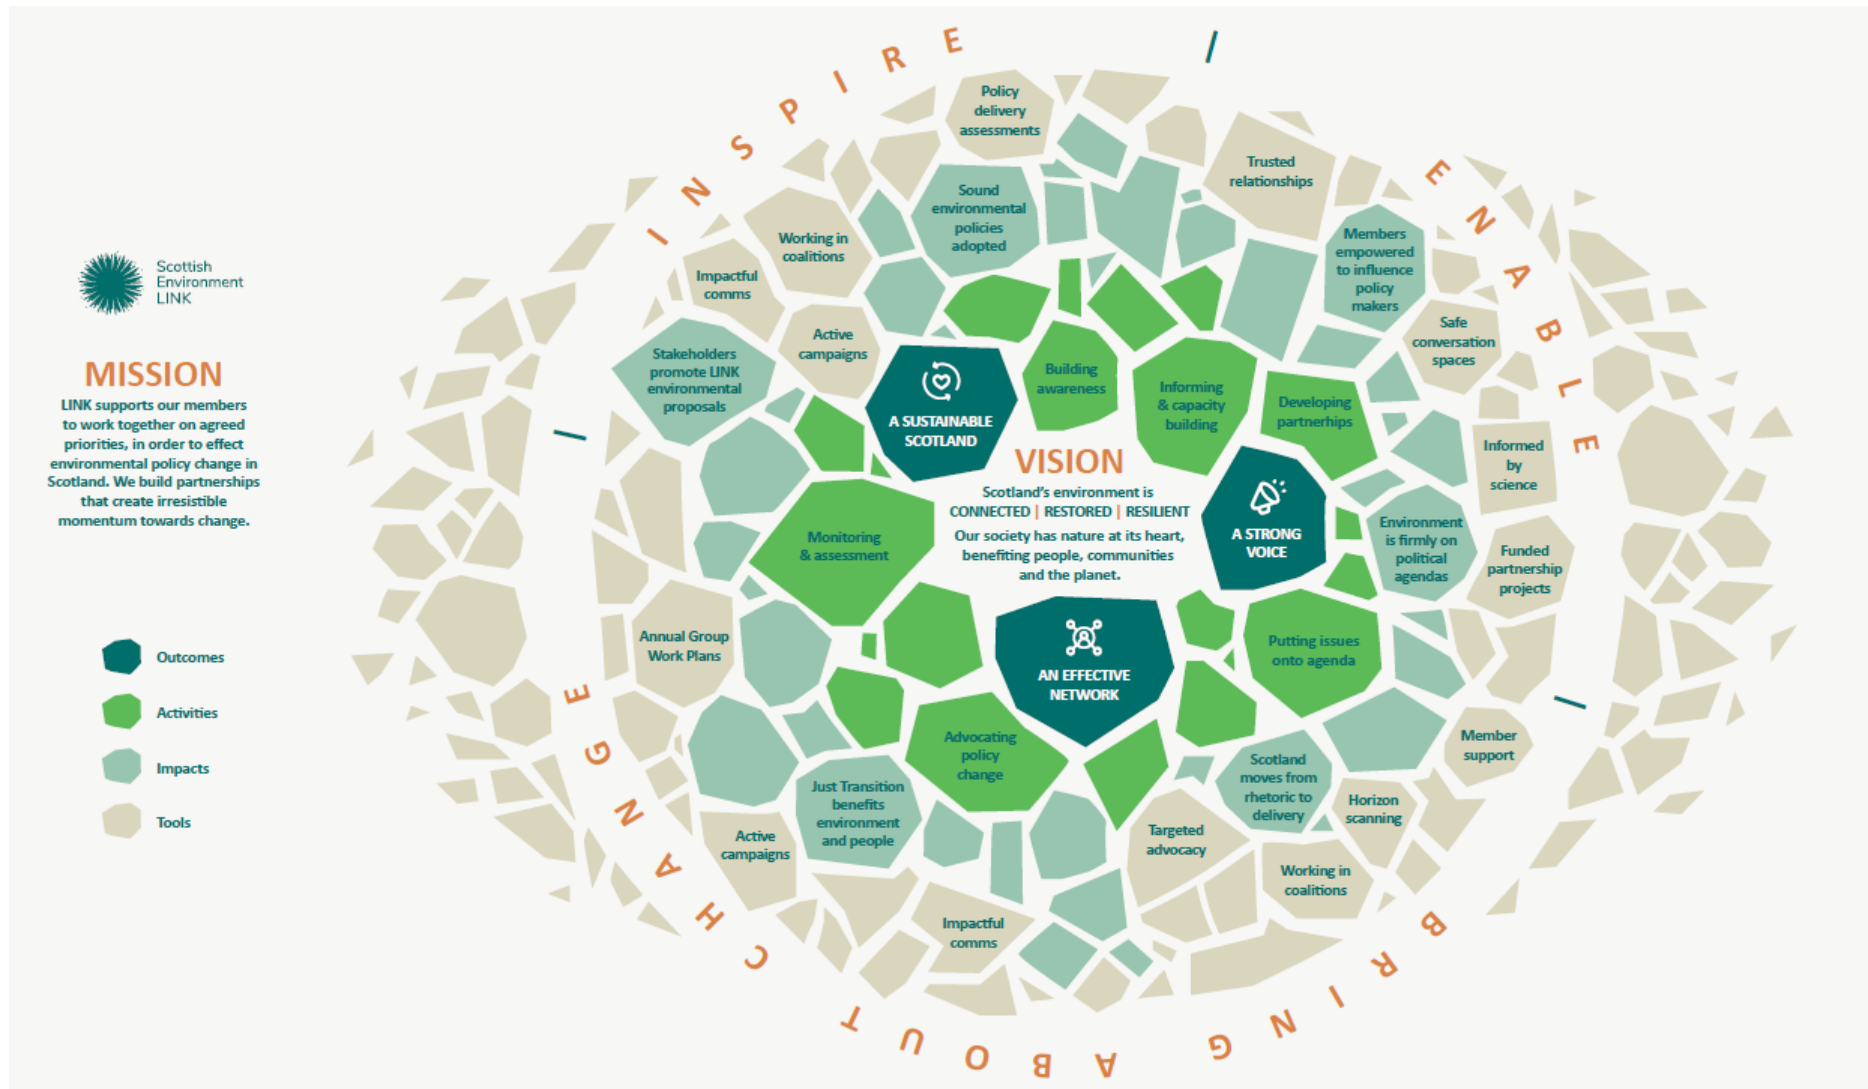 INSPIRE
/
ENABLE
/
BRING ABOUT CHANGE
/
Scottish
Environment
LINK
MISSION
LINK supports our members
to work together on agreed
priorities, in order to effect
environmental policy change in
Scotland. We build partnerships
that create irresistible
momentum towards change.
Outcomes
Activities
Impacts
Tools
Policy
delivery
assessments
Trusted
relationships
Sound
environmental
policies
adopted
Working in
coalitions
Members
empowered
to influence
policy
makers
Impactful
comms
Active
campaigns
Safe
conversation
spaces
Stakeholders
promote LINK
environmental
proposals
A SUSTAINABLE
SCOTLAND
Building
awareness
Informing
& capacity
building
Developing
partnerhips
Informed
by
science
VISION
Scotland's environment is
CONNECTED | RESTORED | RESILIENT
Our society has nature at its heart,
benefiting people, communities
and the planet.
A STRONG
VOICE
Environment
is firmly on
political
agendas
Funded
partnership
projects
Monitoring
& assessment
Annual Group
Work Plans
AN EFFECTIVE
NETWORK
Putting issues
onto agenda
Advocating
policy
change
Member
support
Scotland
moves from
rhetoric to
delivery
Just Transition
benefits
environment
and people
Horizon
scanning
Active
campaigns
Targeted
advocacy
Working in
coalitions
Impactful
comms